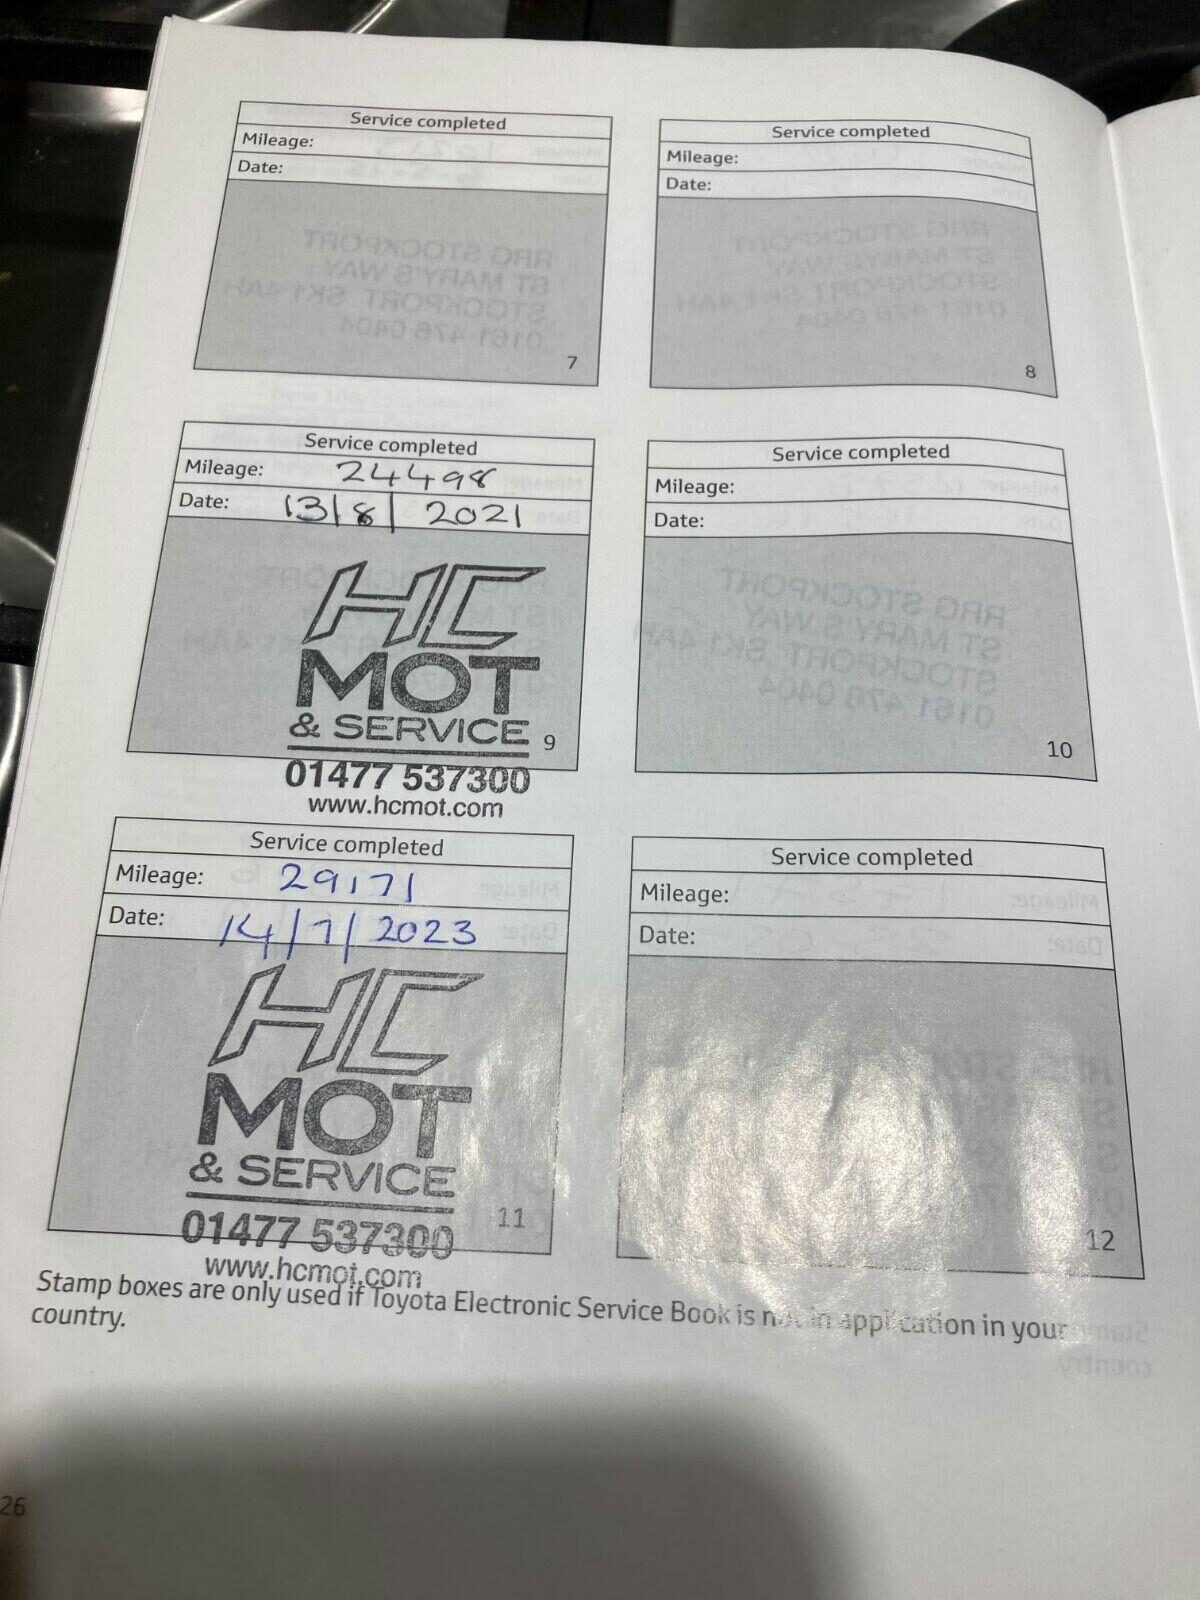 Service completed
Mileage:
Date:
7
Service completed
Mileage:
Date:
8
Service completed
Mileage: 24498
Date: 13/8/2021
HC
MOT
& SERVICE
9
01477 537300
www.hcmot.com
Service completed
Mileage:
Date:
10
Service completed
Mileage: 29171
Date: 14/7/2023
HC
MOT
& SERVICE
11
01477 537300
www.hcmot.com
Service completed
Mileage:
Date:
12
Stamp boxes are only used if Toyota Electronic Service Book is not in application in your
country.
26